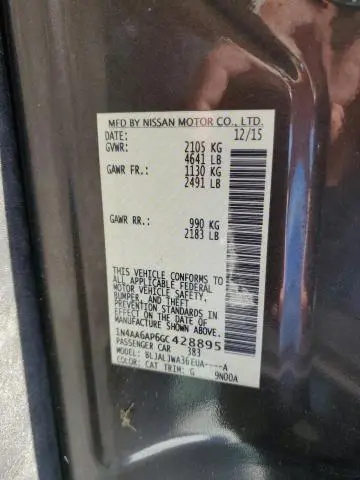 MFD BY NISSAN MOTOR CO., LTD.
DATE: 12/15
GVWR: 2105 KG
4641 LB
GAWR FR.: 1130 KG
2491 LB
GAWR RR.: 990 KG
2183 LB
THIS VEHICLE CONFORMS TO
ALL APPLICABLE FEDERAL
MOTOR VEHICLE SAFETY,
BUMPER, AND THEFT
PREVENTION STANDARDS IN
EFFECT ON THE DATE OF
MANUFACTURE SHOWN ABOVE.
1N4AA6AP6GC428895
PASSENGER CAR 383
MODEL: BLJALJWA36EUA----A
COLOR: CAT TRIM: G 9N00A